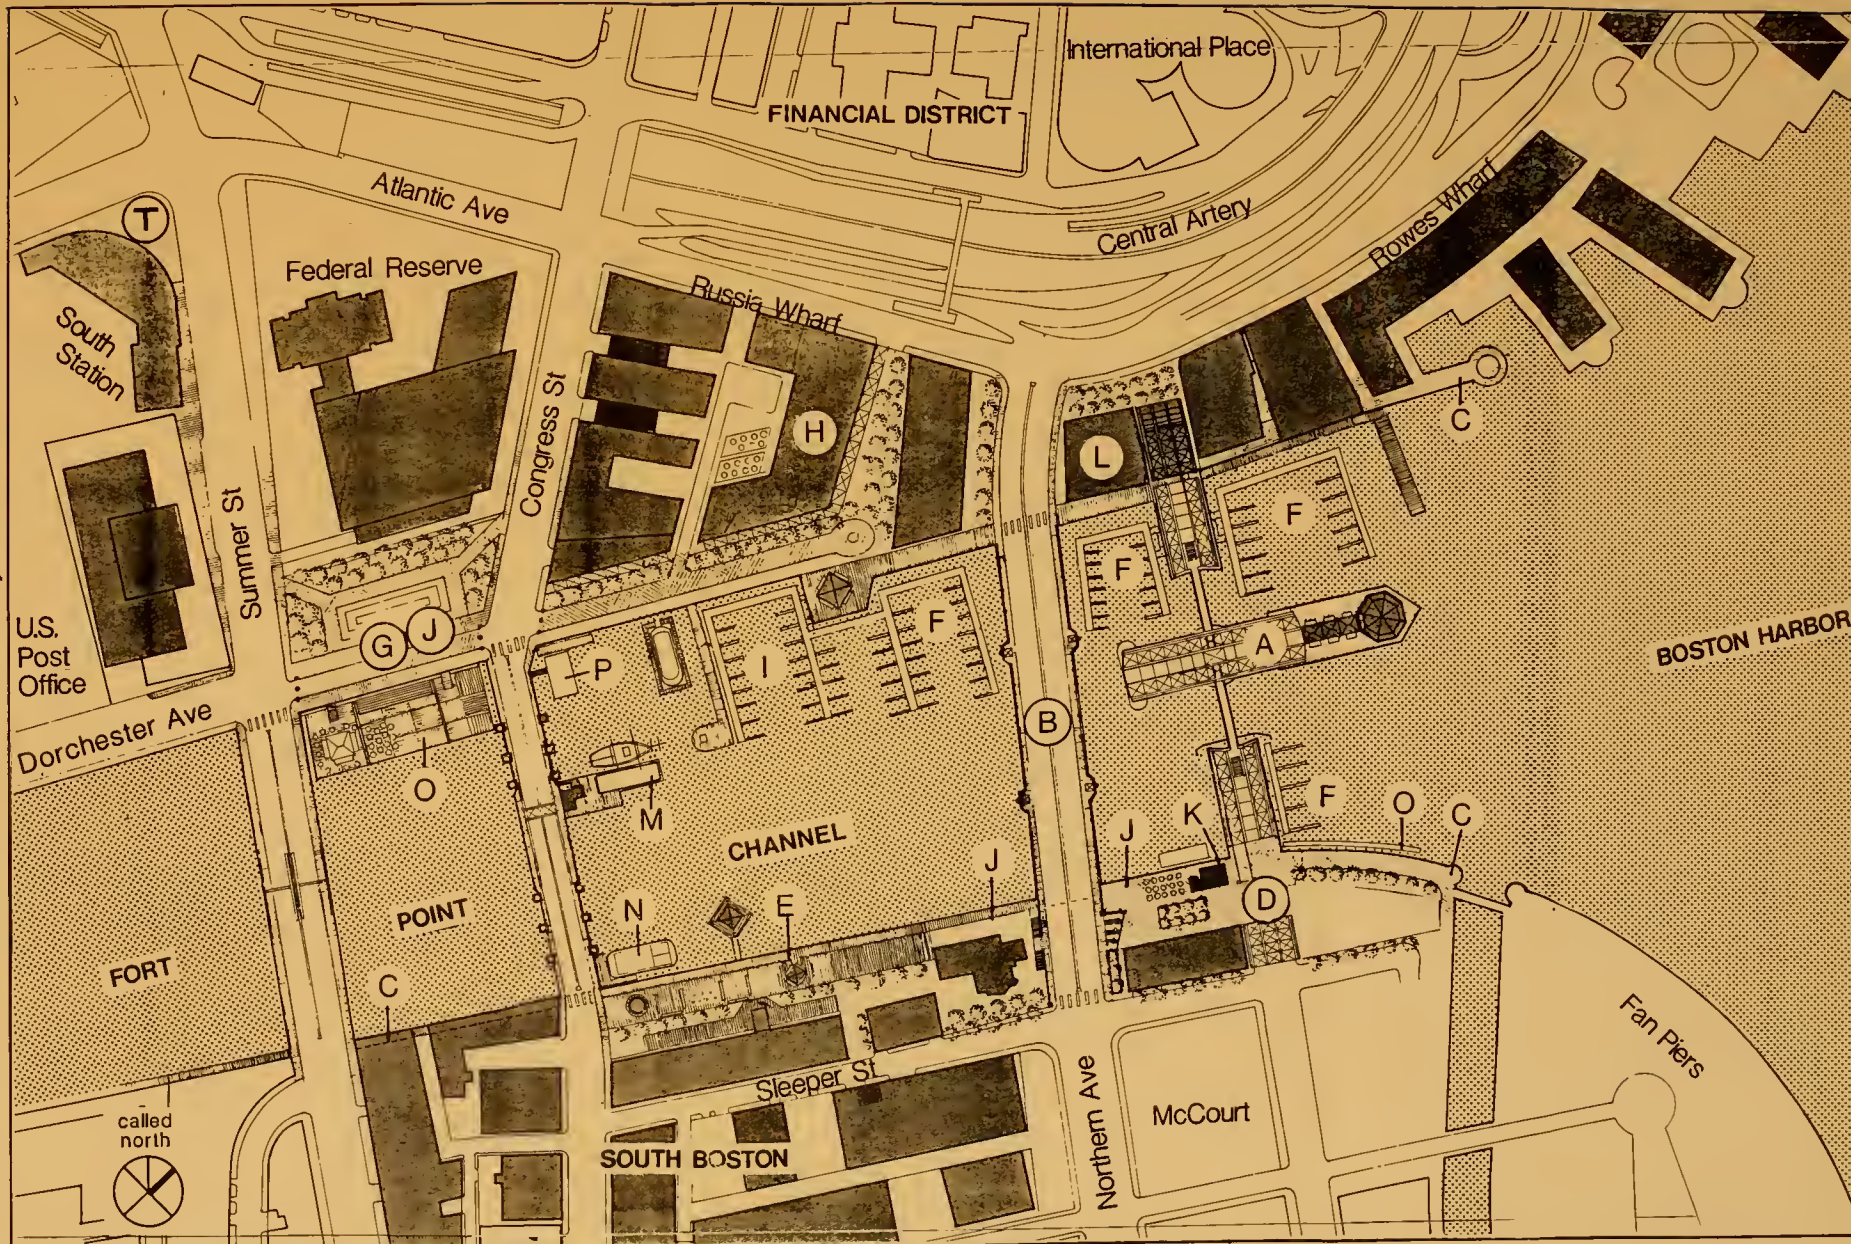 International Place
FINANCIAL DISTRICT
Atlantic Ave
T
Central Artery
Rowes Wharf
Federal Reserve
Russia Wharf
South
Station
Congress St
C
H
L
Summer St
F
F
U.S.
Post
Office
G
J
P
I
F
A
BOSTON HARBOR
Dorchester Ave
B
O
M
F
O
C
K
J
CHANNEL
J
N
E
D
POINT
FORT
C
Fan Piers
Sleeper St
Northern Ave
McCourt
called
north
SOUTH BOSTON